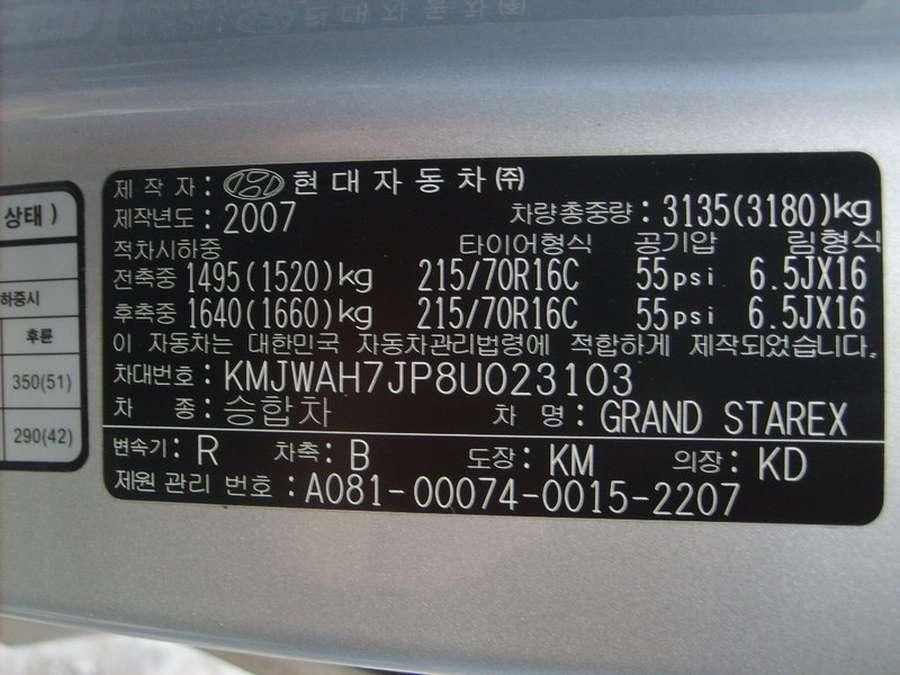 상태 )
하중시
후륜
350(51)
290(42)
제 작 자 : 현대자동차㈜
제작년도 : 2007 차량총중량 : 3135(3180)kg
적차시하중 타이어형식 공기압 림형식
전축중 1495(1520)kg 215/70R16C 55psi 6.5JX16
후축중 1640(1660)kg 215/70R16C 55psi 6.5JX16
이 자동차는 대한민국 자동차관리법령에 적합하게 제작되었습니다.
차대번호 : KMJWAH7JP8U023103
차 종 : 승합차 차 명 : GRAND STAREX
변속기 : R 차축 : B 도장 : KM 의장 : KD
제원 관리 번호 : A081-00074-0015-2207